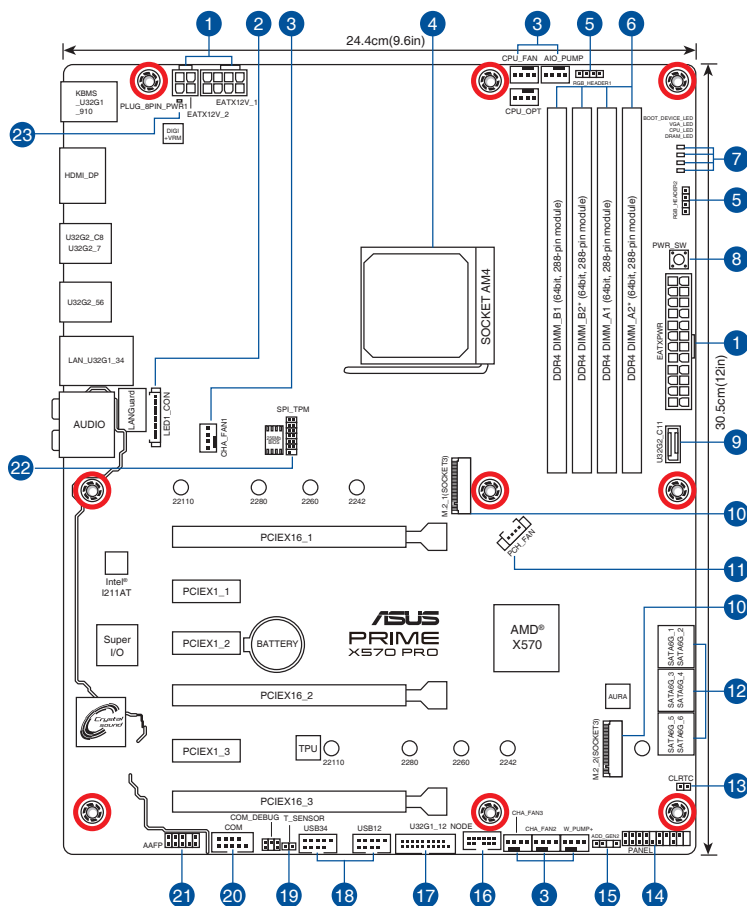 1
2
3
4
3
5
6
24.4cm(9.6in)
CPU_FAN
AIO_PUMP
RGB_HEADER1
KBMS
_U32G1
_910
PLUG_8PIN_PWR1
EATX12V_1
EATX12V_2
CPU_OPT
23
DIGI
+VRM
BOOT_DEVICE_LED
VGA_LED
CPU_LED
DRAM_LED
7
HDMI_DP
RGB_HEADER2
5
U32G2_C8
U32G2_7
SOCKET AM4
DDR4 DIMM_B1 (64bit, 288-pin module)
DDR4 DIMM_B2* (64bit, 288-pin module)
DDR4 DIMM_A1 (64bit, 288-pin module)
DDR4 DIMM_A2* (64bit, 288-pin module)
PWR_SW
8
U32G2_56
EATXPWR
1
LAN_U32G1_34
30.5cm(12in)
AUDIO
LANGuard
LED1_CON
CHA_FAN1
SPI_TPM
256Mb
BIOS
U32G2_C11
9
22
M.2_1(SOCKET3)
22110
2280
2260
2242
10
PCIEX16_1
PCH_FAN
11
Intel®
I211AT
PCIEX1_1
10
Super
I/O
PCIEX1_2
BATTERY
ASUS
PRIME
X570 PRO
AMD®
X570
SATA6G_1
SATA6G_2
SATA6G_3
SATA6G_4
12
PCIEX16_2
AURA
Crystal
sound
SATA6G_5
SATA6G_6
PCIEX1_3
TPU
22110
2280
2260
2242
M.2_2(SOCKET3)
CLRTC
13
PCIEX16_3
AAFP
COM
COM_DEBUG
T_SENSOR
USB34
USB12
U32G1_12
NODE
CHA_FAN3
CHA_FAN2
W_PUMP+
ADD_GEN2
PANEL
21
20
19
18
17
16
3
15
14